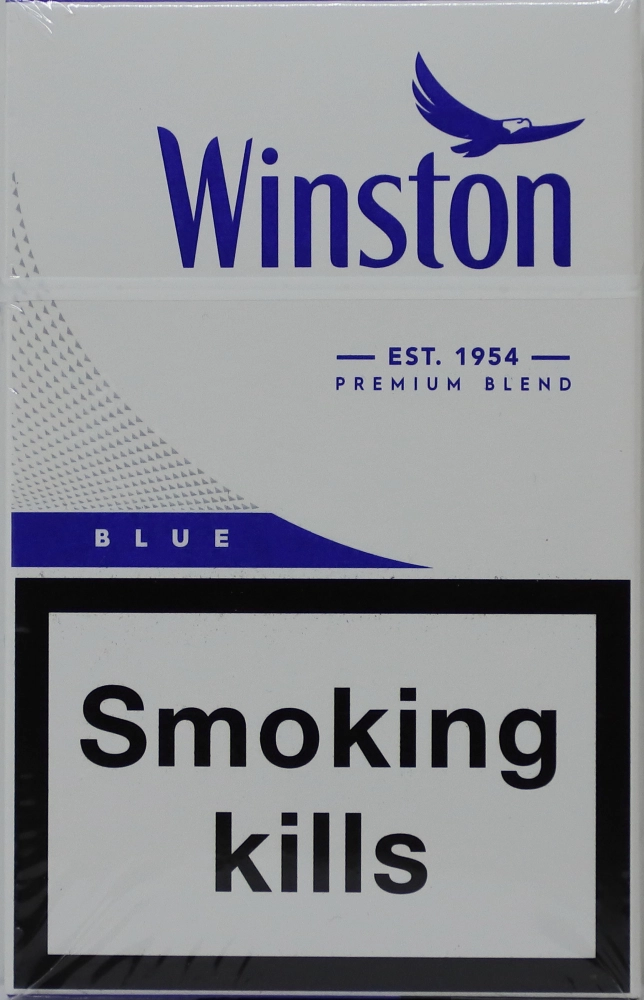 Winston
EST. 1954
PREMIUM BLEND
BLUE
Smoking
kills